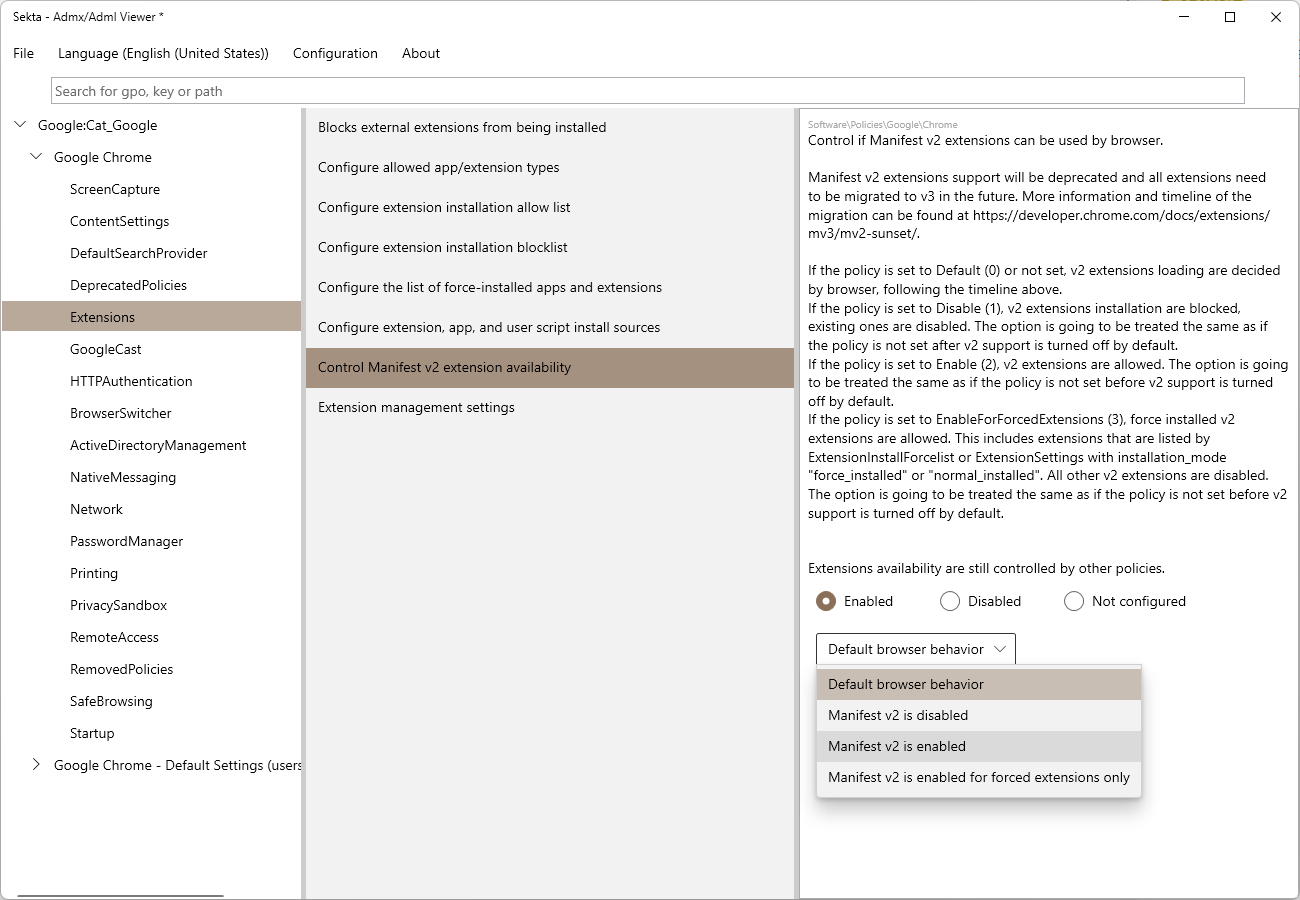 Sekta - Admx/Adml Viewer *
File
Language (English (United States))
Configuration
About
Search for gpo, key or path
Google:Cat_Google
Google Chrome
ScreenCapture
ContentSettings
DefaultSearchProvider
DeprecatedPolicies
Extensions
GoogleCast
HTTPAuthentication
BrowserSwitcher
ActiveDirectoryManagement
NativeMessaging
Network
PasswordManager
Printing
PrivacySandbox
RemoteAccess
RemovedPolicies
SafeBrowsing
Startup
Google Chrome - Default Settings (users
Blocks external extensions from being installed
Configure allowed app/extension types
Configure extension installation allow list
Configure extension installation blocklist
Configure the list of force-installed apps and extensions
Configure extension, app, and user script install sources
Control Manifest v2 extension availability
Extension management settings
Software\Policies\Google\Chrome
Control if Manifest v2 extensions can be used by browser.
Manifest v2 extensions support will be deprecated and all extensions need
to be migrated to v3 in the future. More information and timeline of the
migration can be found at https://developer.chrome.com/docs/extensions/
mv3/mv2-sunset/.
If the policy is set to Default (0) or not set, v2 extensions loading are decided
by browser, following the timeline above.
If the policy is set to Disable (1), v2 extensions installation are blocked,
existing ones are disabled. The option is going to be treated the same as if
the policy is not set after v2 support is turned off by default.
If the policy is set to Enable (2), v2 extensions are allowed. The option is going
to be treated the same as if the policy is not set before v2 support is turned
off by default.
If the policy is set to EnableForForcedExtensions (3), force installed v2
extensions are allowed. This includes extensions that are listed by
ExtensionInstallForcelist or ExtensionSettings with installation_mode
"force_installed" or "normal_installed". All other v2 extensions are disabled.
The option is going to be treated the same as if the policy is not set before v2
support is turned off by default.
Extensions availability are still controlled by other policies.
Enabled
Disabled
Not configured
Default browser behavior
Default browser behavior
Manifest v2 is disabled
Manifest v2 is enabled
Manifest v2 is enabled for forced extensions only